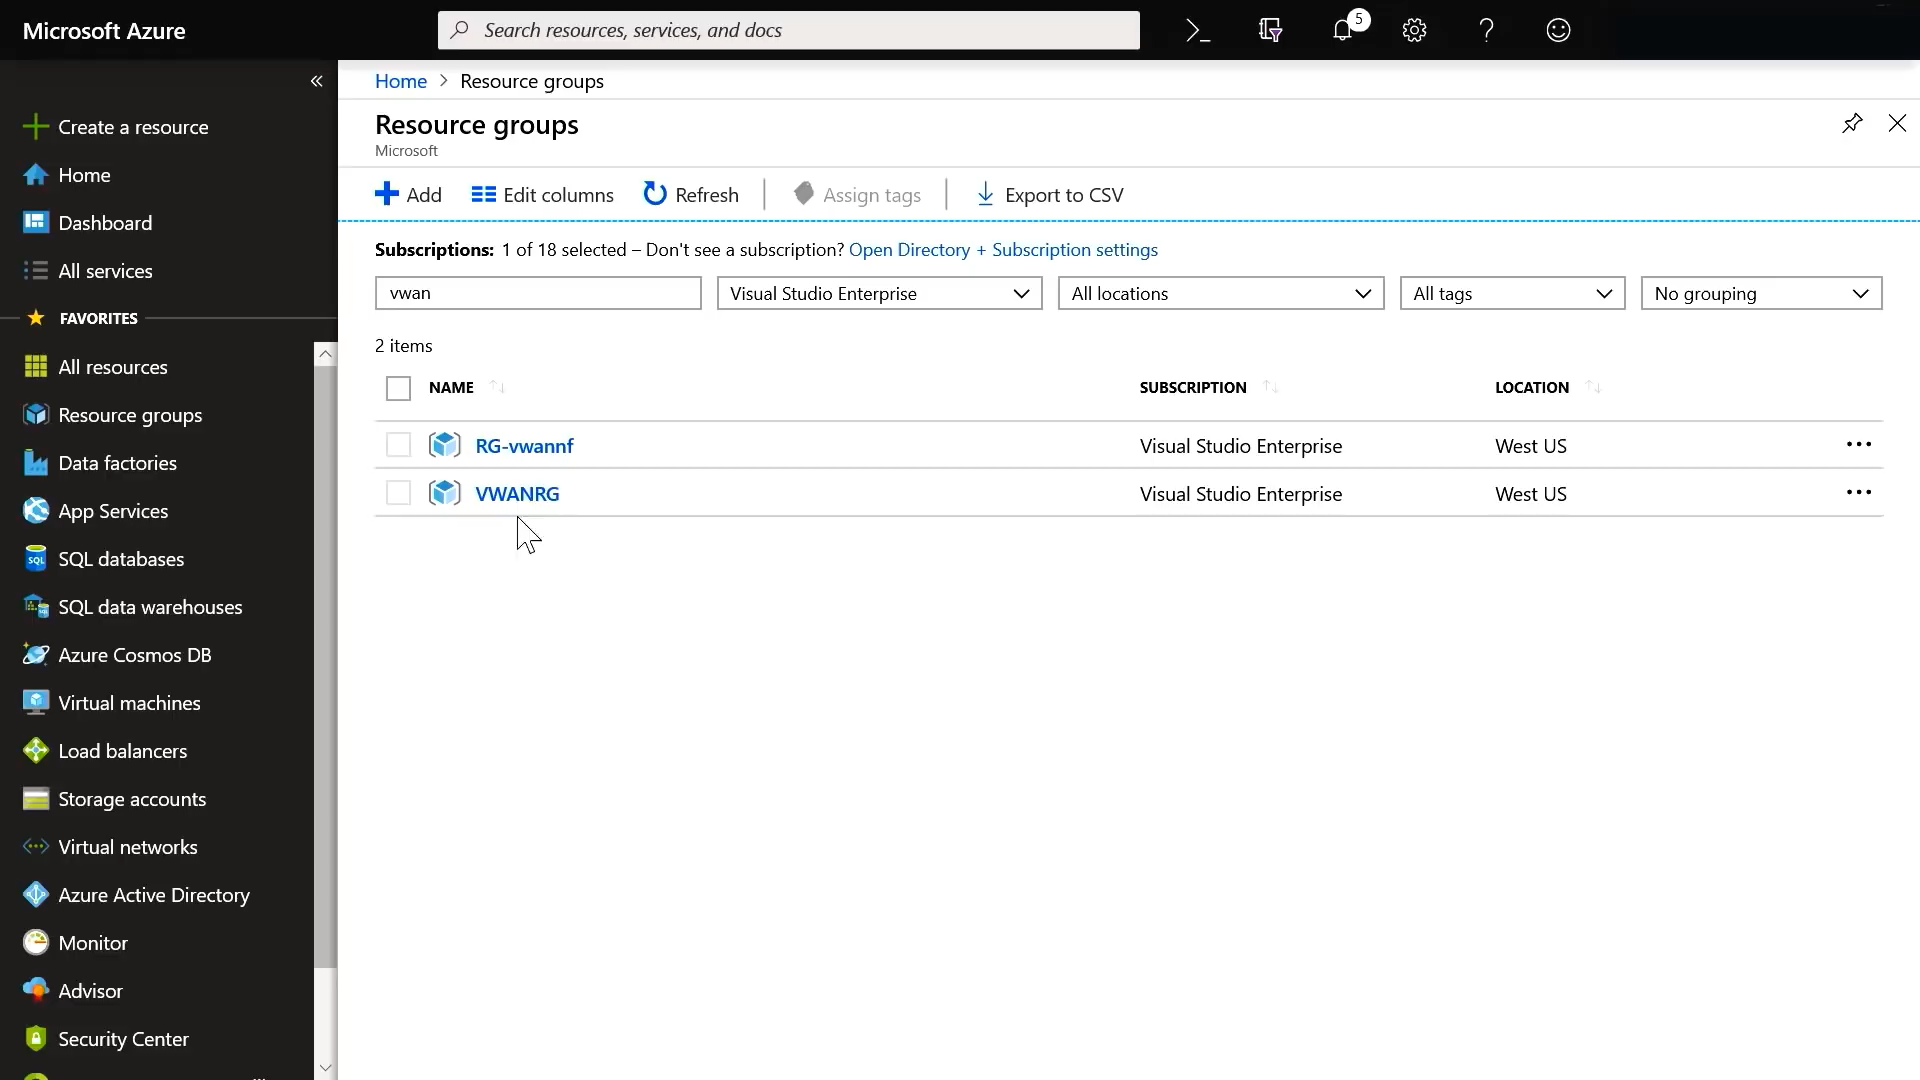 Microsoft Azure
Search resources, services, and docs
5
Create a resource
Home
Dashboard
All services
FAVORITES
All resources
Resource groups
Data factories
App Services
SQL databases
SQL data warehouses
Azure Cosmos DB
Virtual machines
Load balancers
Storage accounts
Virtual networks
Azure Active Directory
Monitor
Advisor
Security Center
Home > Resource groups
Resource groups
Microsoft
Add Edit columns Refresh Assign tags Export to CSV
Subscriptions: 1 of 18 selected – Don't see a subscription? Open Directory + Subscription settings
vwan Visual Studio Enterprise All locations All tags No grouping
2 items
NAME SUBSCRIPTION LOCATION
RG-vwannf Visual Studio Enterprise West US
VWANRG Visual Studio Enterprise West US